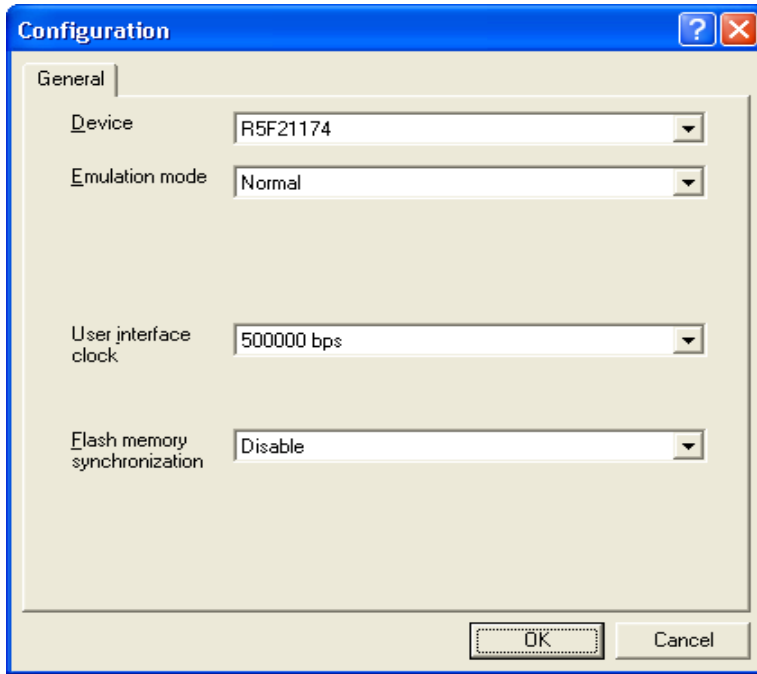 Configuration
?
General
Device
R5F21174
Emulation mode
Normal
User interface
clock
500000 bps
Flash memory
synchronization
Disable
OK
Cancel